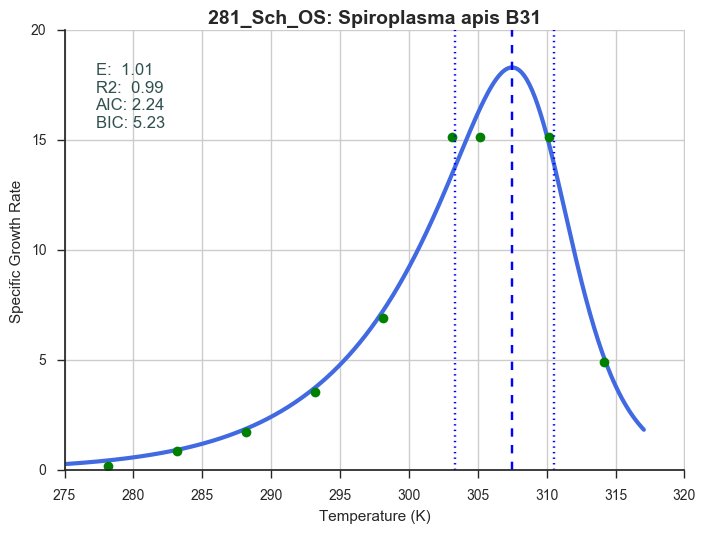 281_Sch_OS: Spiroplasma apis B31
E:  1.01
R2:  0.99
AIC: 2.24
BIC: 5.23
Specific Growth Rate
20
15
10
5
0
275 280 285 290 295 300 305 310 315 320
Temperature (K)